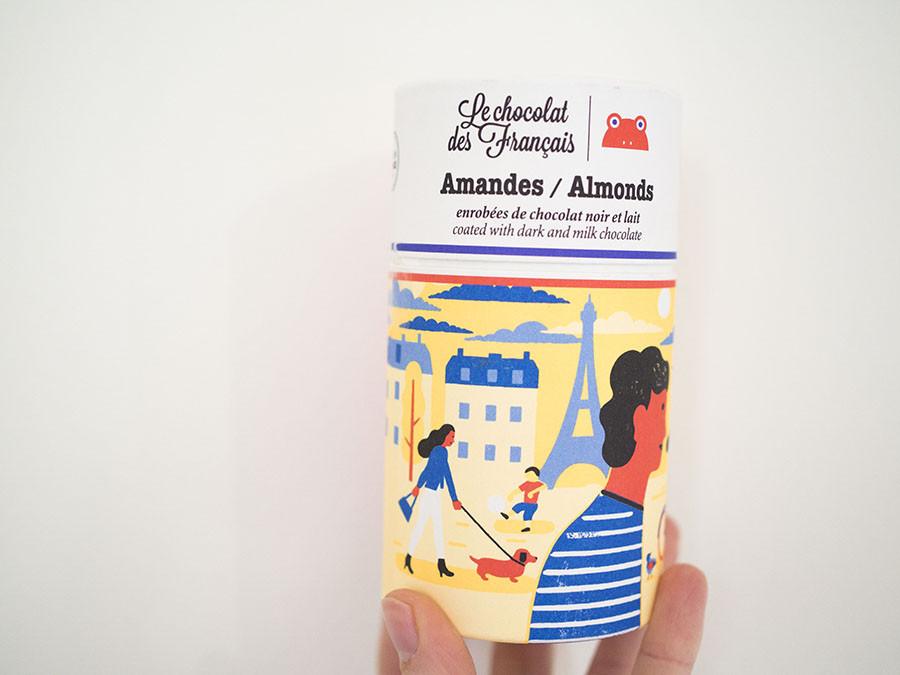 Le chocolat
des Français
Amandes / Almonds
enrobées de chocolat noir et lait
coated with dark and milk chocolate